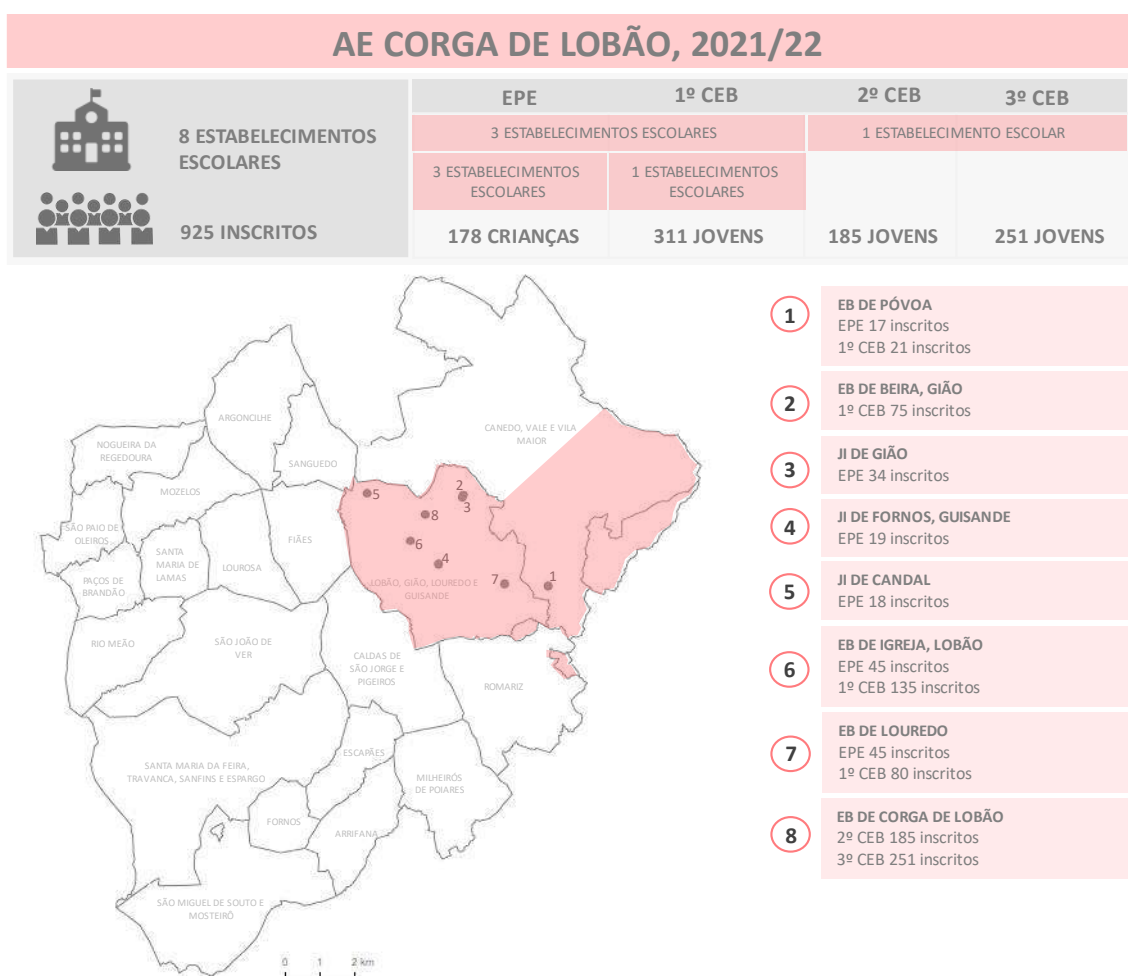 AE CORGA DE LOBÃO, 2021/22
8 ESTABELECIMENTOS
ESCOLARES
925 INSCRITOS
EPE
1º CEB
2º CEB
3º CEB
3 ESTABELECIMENTOS ESCOLARES
1 ESTABELECIMENTO ESCOLAR
3 ESTABELECIMENTOS
ESCOLARES
1 ESTABELECIMENTOS
ESCOLARES
178 CRIANÇAS
311 JOVENS
185 JOVENS
251 JOVENS
ARGONCILHE
NOGUEIRA DA
REGEDOURA
SANGUEDO
CANEDO, VALE E VILA
MAIOR
MOZELOS
SÃO PAIO DE
OLEIROS
SANTA
MARIA DE
LAMAS
LOUROSA
FIÃES
PAÇOS DE
BRANDÃO
LOBÃO, GIÃO, LOUREDO E
GUISANDE
RIO MEÃO
SÃO JOÃO DE
VER
CALDAS DE
SÃO JORGE E
PIGEIROS
ROMARIZ
SANTA MARIA DA FEIRA,
TRAVANCA, SANFINS E ESPARGO
ESCAPÃES
MILHEIRÓS
DE POIARES
FORNOS
ARRIFANA
SÃO MIGUEL DE SOUTO E
MOSTEIRÔ
5
2
3
8
6
4
7
1
0 1 2 km
1
EB DE PÓVOA
EPE 17 inscritos
1º CEB 21 inscritos
2
EB DE BEIRA, GIÃO
1º CEB 75 inscritos
3
JI DE GIÃO
EPE 34 inscritos
4
JI DE FORNOS, GUISANDE
EPE 19 inscritos
5
JI DE CANDAL
EPE 18 inscritos
6
EB DE IGREJA, LOBÃO
EPE 45 inscritos
1º CEB 135 inscritos
7
EB DE LOUREDO
EPE 45 inscritos
1º CEB 80 inscritos
8
EB DE CORGA DE LOBÃO
2º CEB 185 inscritos
3º CEB 251 inscritos